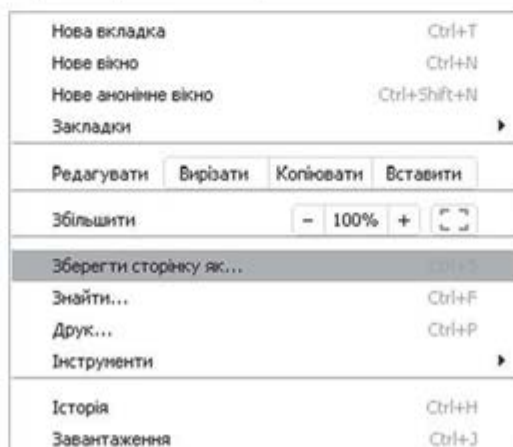 Нова вкладка Ctrl+T
Нове вікно Ctrl+N
Нове анонімне вікно Ctrl+Shift+N
Закладки
Редагувати Вирізати Копіювати Вставити
Збільшити - 100% +
Зберегти сторінку як... Ctrl+S
Знайти... Ctrl+F
Друк... Ctrl+P
Інструменти
Історія Ctrl+H
Завантаження Ctrl+J